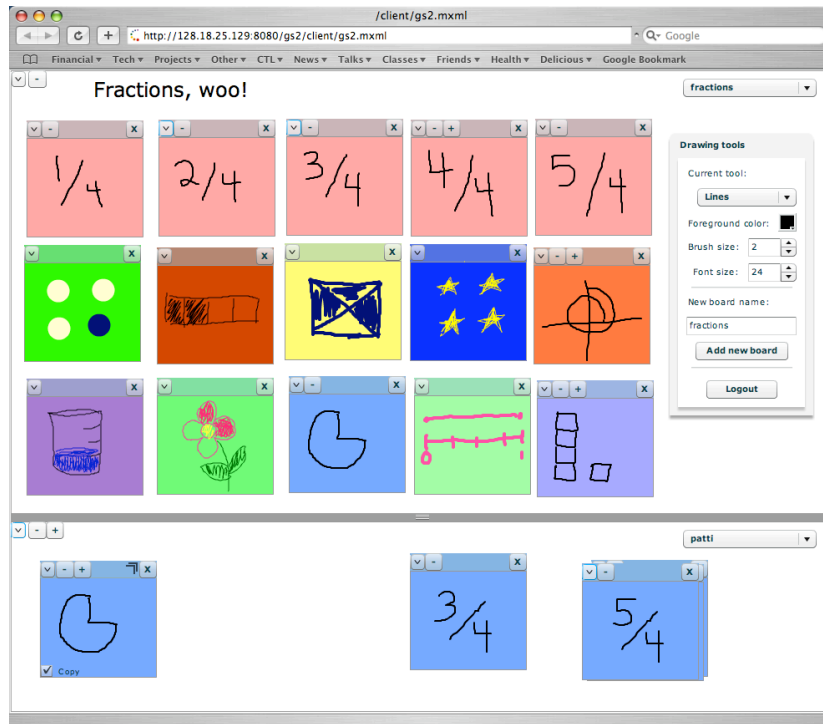 /client/gs2.mxml
http://128.18.25.129:8080/gs2/client/gs2.mxml
Google
Financial Tech Projects Other CTL News Talks Classes Friends Health Delicious Google Bookmark
Fractions, woo!
fractions
1/4 2/4 3/4 4/4 5/4
Drawing tools
Current tool:
Lines
Foreground color:
Brush size: 2
Font size: 24
New board name:
fractions
Add new board
Logout
0 1
patti
3/4 5/4
Copy